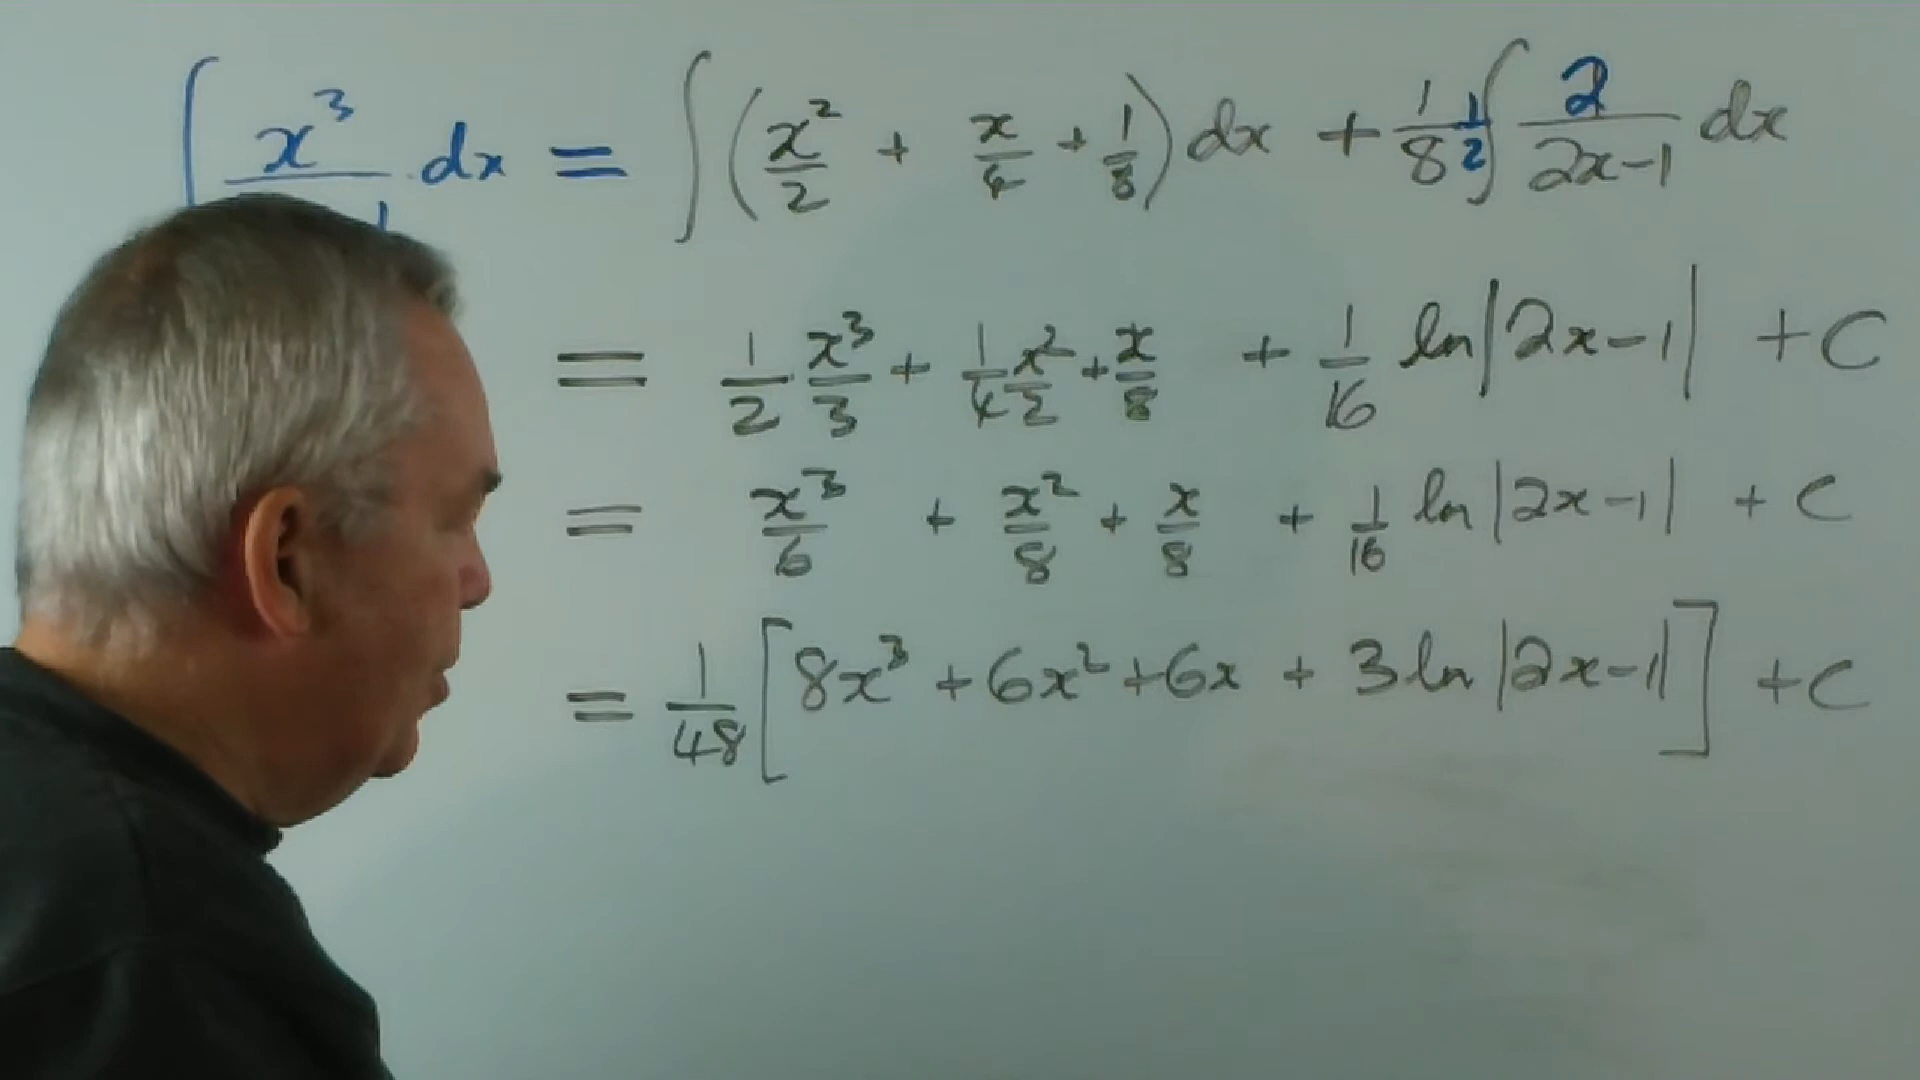 ∫ x³/ 1 dx = ∫ (x²/2 + x/4 + 1/8) dx + 1/8 1/2 ∫ 2/(2x-1) dx
= 1/2 x³/3 + 1/4 x²/2 + x/8 + 1/16 ln|2x-1| + C
= x³/6 + x²/8 + x/8 + 1/16 ln|2x-1| + C
= 1/48 [8x³ + 6x² + 6x + 3 ln|2x-1|] + C